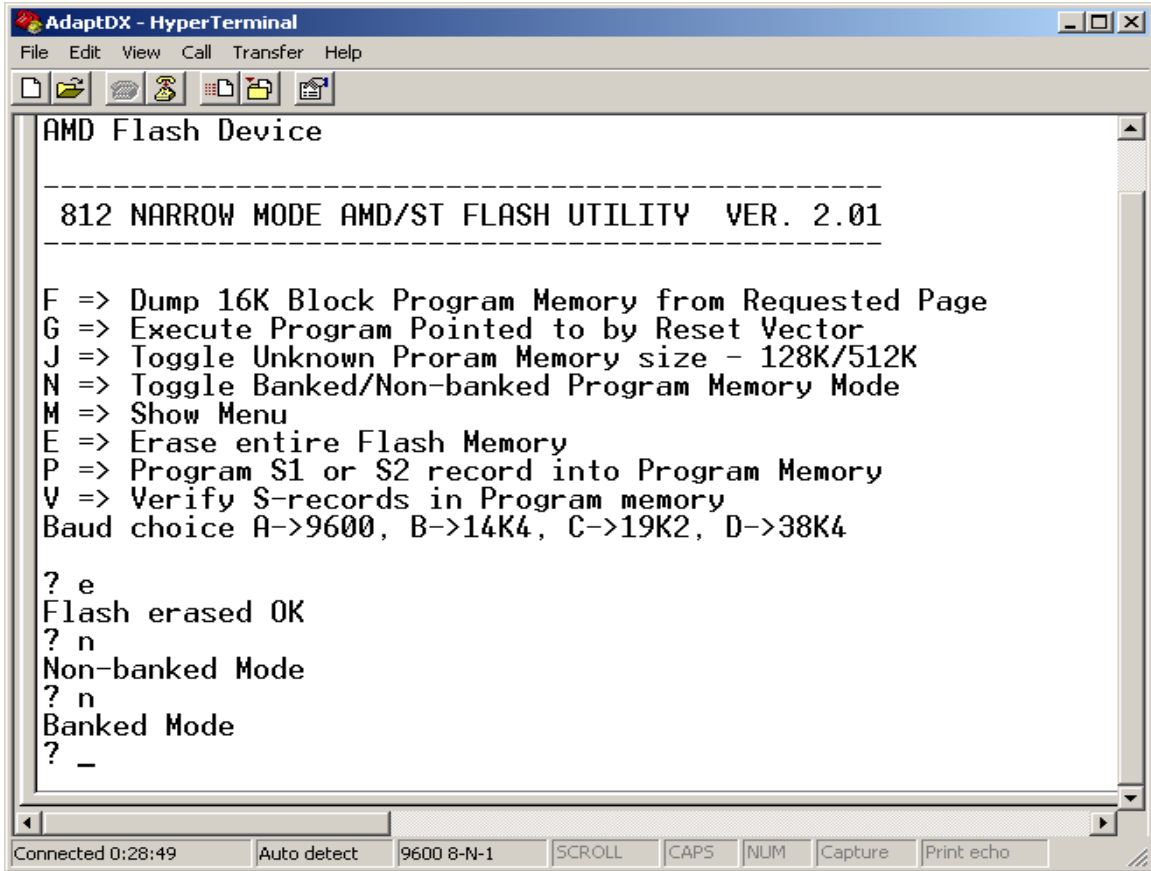 AdaptDX - HyperTerminal
File Edit View Call Transfer Help
AMD Flash Device
------------------------------------------------
812 NARROW MODE AMD/ST FLASH UTILITY VER. 2.01
------------------------------------------------
F => Dump 16K Block Program Memory from Requested Page
G => Execute Program Pointed to by Reset Vector
J => Toggle Unknown Proram Memory size - 128K/512K
N => Toggle Banked/Non-banked Program Memory Mode
M => Show Menu
E => Erase entire Flash Memory
P => Program S1 or S2 record into Program Memory
V => Verify S-records in Program memory
Baud choice A->9600, B->14K4, C->19K2, D->38K4
? e
Flash erased OK
? n
Non-banked Mode
? n
Banked Mode
? _
Connected 0:28:49 Auto detect 9600 8-N-1 SCROLL CAPS NUM Capture Print echo